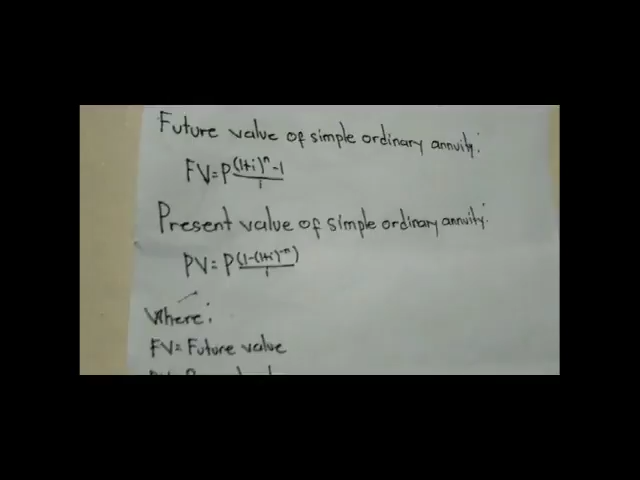 Future value of simple ordinary annuity:
FV = P (1+i)^n - 1 / i
Present value of simple ordinary annuity:
PV = P (1-(1+i)^-n) / i
Where:
FV = Future value